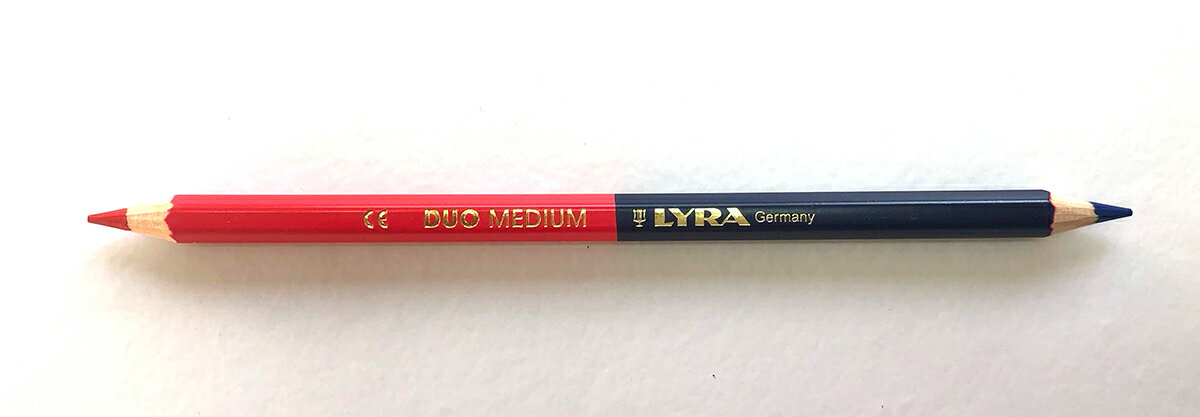 CE DUO MEDIUM LYRA Germany